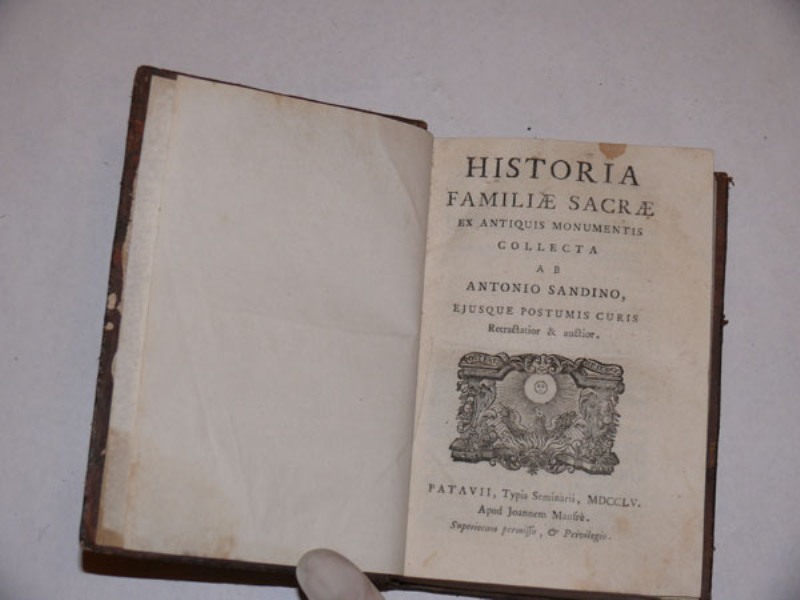 HISTORIA
FAMILIÆ SACRÆ
EX ANTIQUIS MONUMENTIS
COLLECTA
AB
ANTONIO SANDINO,
EJUSQUE POSTUMIS CURIS
Retractatior & auctior.
PATAVII, Typis Seminarii, MDCCLV.
Apud Joannem Manfrè.
Superiorum permissu, & Privilegio.